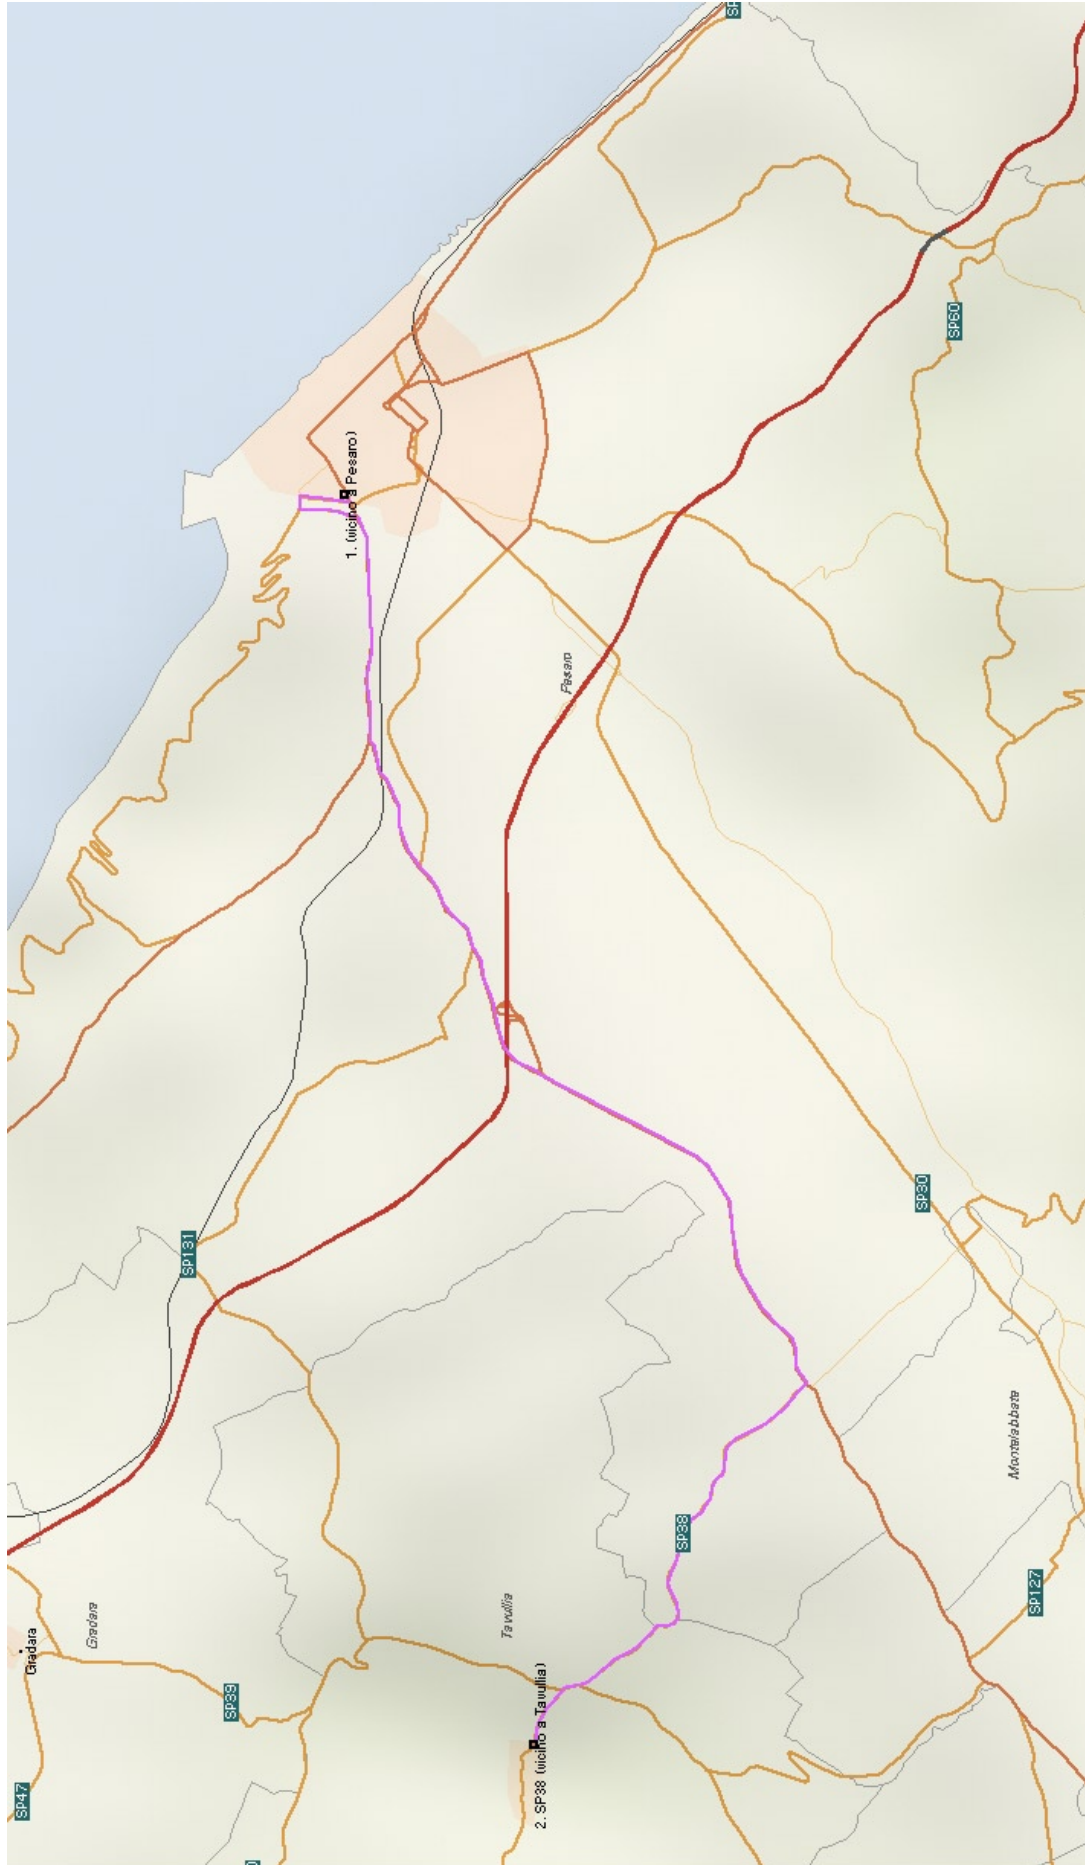 SP47
Gradara
Gradara
SP131
SP39
1. (vicino a Pesaro)
Tavullia
2. SP38 (vicino a Tavullia)
Pesaro
SP38
SP
SP30
SP60
Montelabbate
SP127